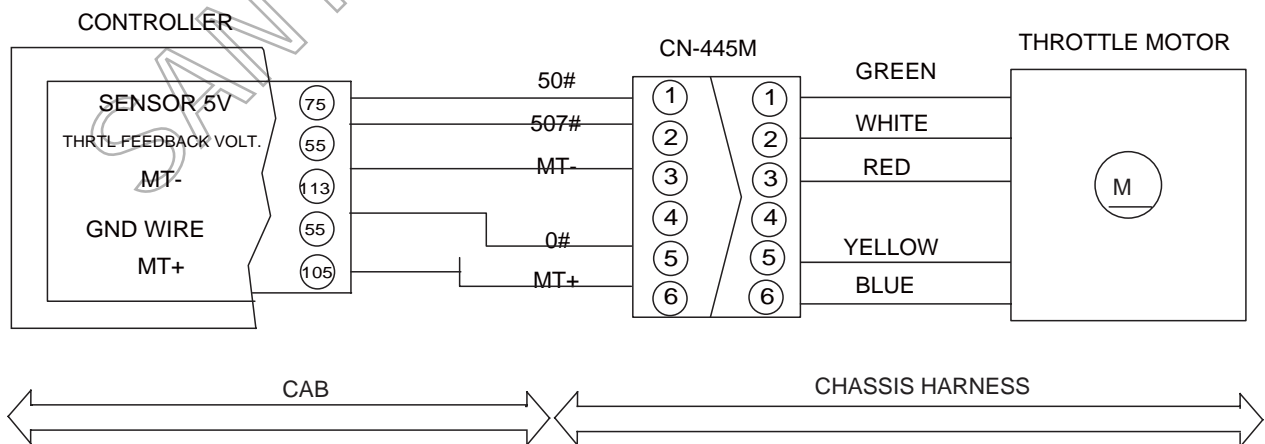 CONTROLLER
CN-445M
THROTTLE MOTOR
SENSOR 5V 75 50# 1 1 GREEN
THRTL FEEDBACK VOLT. 55 507# 2 2 WHITE
MT- 113 MT- 3 3 RED
M
4 4
GND WIRE 55 0# 5 5 YELLOW
MT+ 105 MT+ 6 6 BLUE
CAB
CHASSIS HARNESS